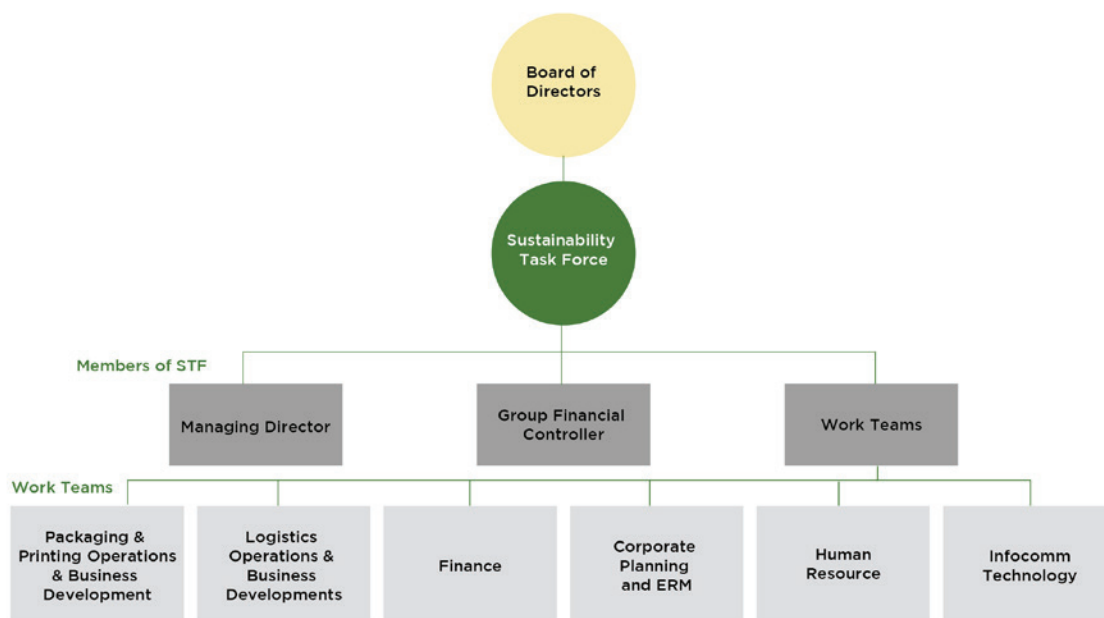 Board of
Directors
Sustainability
Task Force
Members of STF
Managing Director
Group Financial
Controller
Work Teams
Work Teams
Packaging &
Printing Operations
& Business
Development
Logistics
Operations &
Business
Developments
Finance
Corporate
Planning
and ERM
Human
Resource
Infocomm
Technology